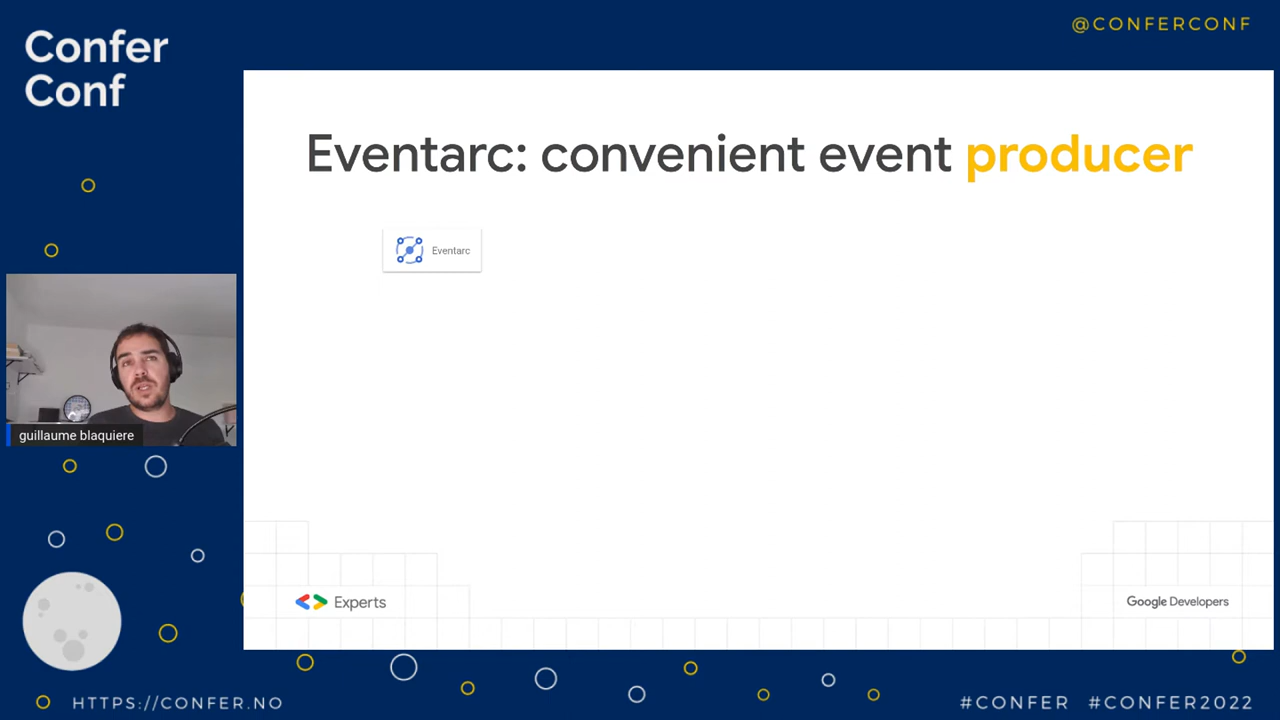 Confer
Conf
@CONFERCONF
Eventarc: convenient event producer
Eventarc
guillaume blaquiere
Experts
Google Developers
HTTPS://CONFER.NO
#CONFER #CONFER2022